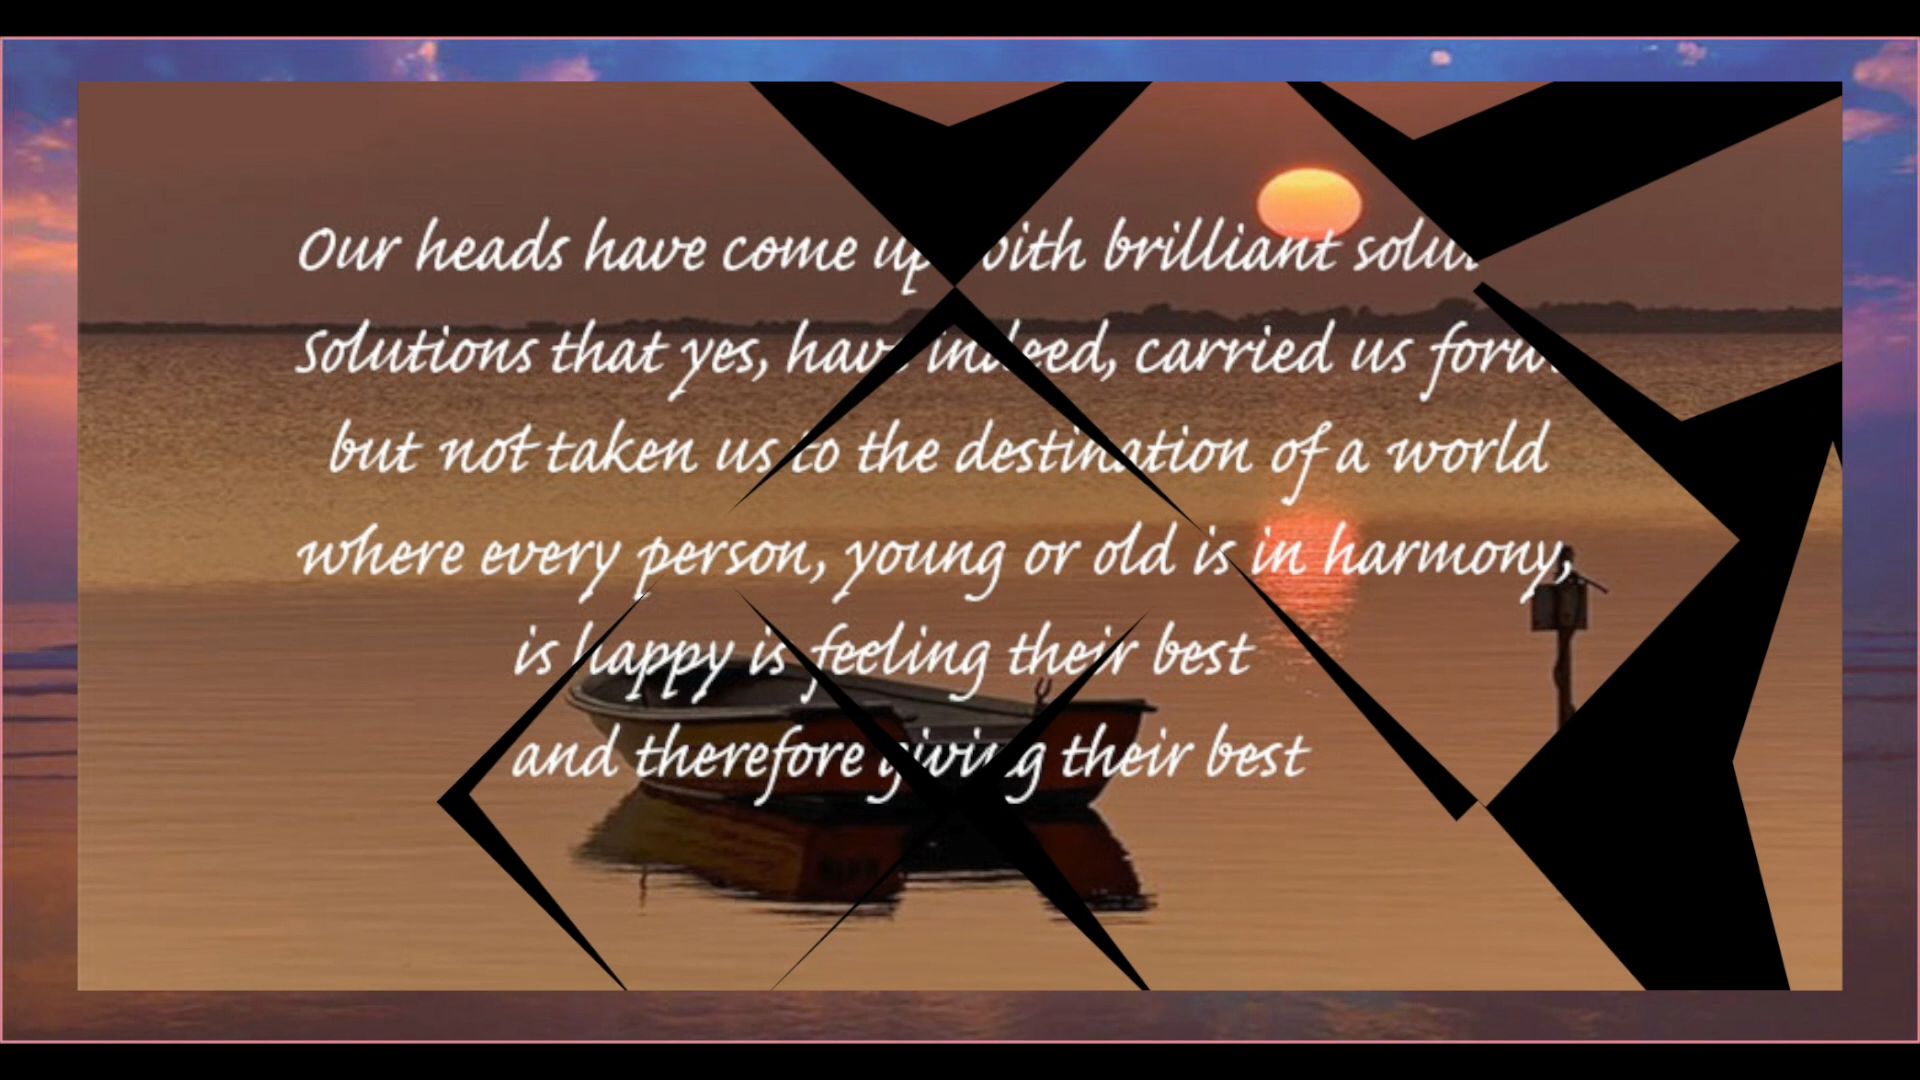 Our heads have come up with brilliant
Solutions that yes, have indeed, carried us
but not taken us to the destination of a world
where every person, young or old is in harmony,
is happy is feeling their best
and therefore giving their best